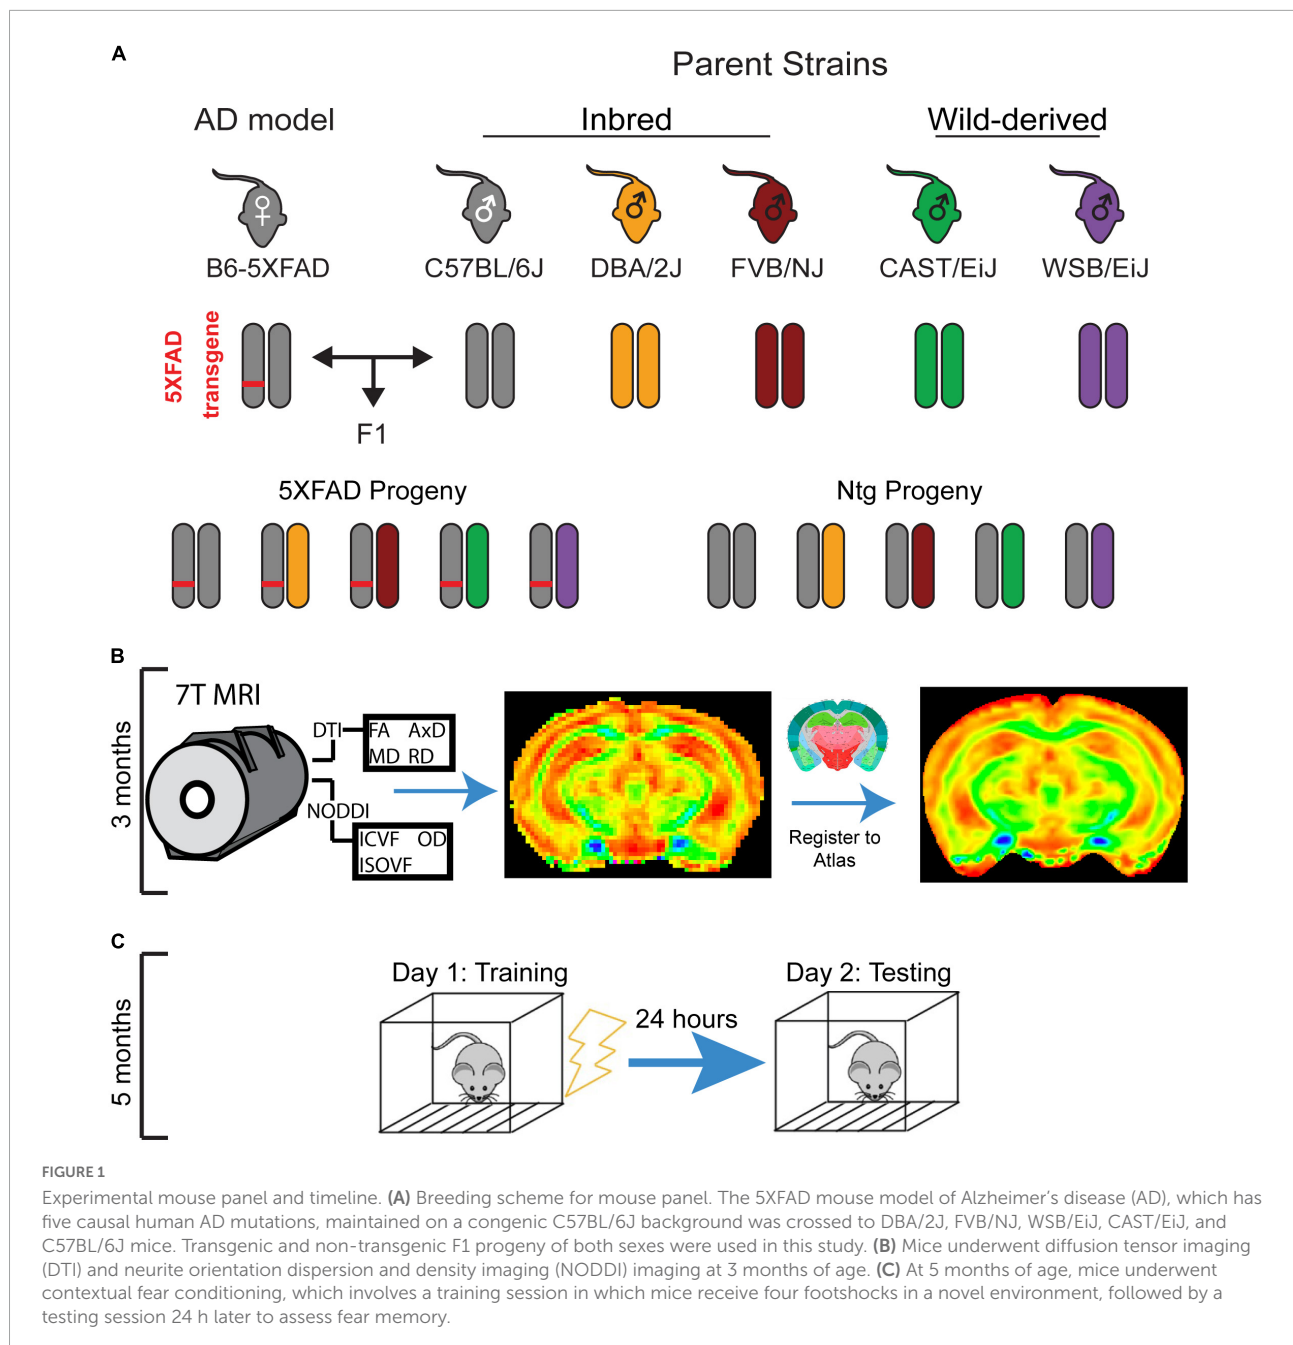 A
Parent Strains
AD model
Inbred
Wild-derived
♀
♂
♂
♂
♂
♂
B6-5XFAD
C57BL/6J
DBA/2J
FVB/NJ
CAST/EiJ
WSB/EiJ
5XFAD
transgene
F1
5XFAD Progeny
Ntg Progeny
B
3 months
7T MRI
DTI
FA AxD
MD RD
NODDI
ICVF OD
ISOVF
Register to
Atlas
C
5 months
Day 1: Training
24 hours
Day 2: Testing
FIGURE 1
Experimental mouse panel and timeline. (A) Breeding scheme for mouse panel. The 5XFAD mouse model of Alzheimer's disease (AD), which has
five causal human AD mutations, maintained on a congenic C57BL/6J background was crossed to DBA/2J, FVB/NJ, WSB/EiJ, CAST/EiJ, and
C57BL/6J mice. Transgenic and non-transgenic F1 progeny of both sexes were used in this study. (B) Mice underwent diffusion tensor imaging
(DTI) and neurite orientation dispersion and density imaging (NODDI) imaging at 3 months of age. (C) At 5 months of age, mice underwent
contextual fear conditioning, which involves a training session in which mice receive four footshocks in a novel environment, followed by a
testing session 24 h later to assess fear memory.